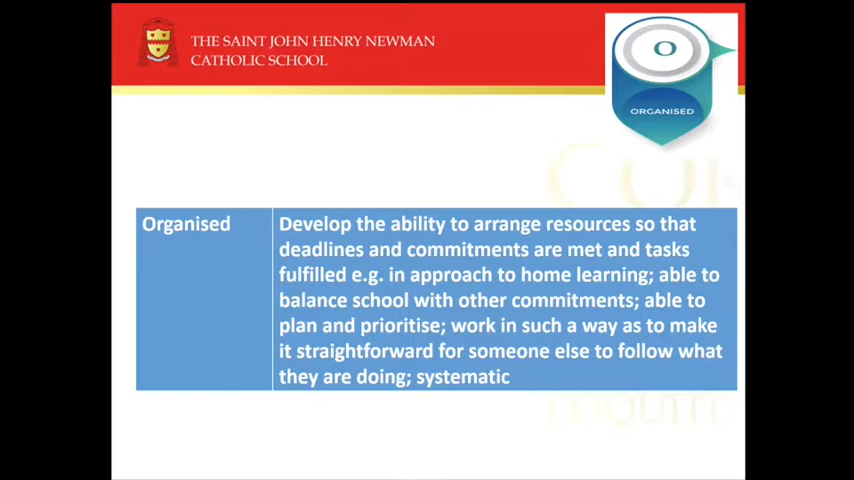 THE SAINT JOHN HENRY NEWMAN
CATHOLIC SCHOOL
O
ORGANISED
Organised
Develop the ability to arrange resources so that
deadlines and commitments are met and tasks
fulfilled e.g. in approach to home learning; able to
balance school with other commitments; able to
plan and prioritise; work in such a way as to make
it straightforward for someone else to follow what
they are doing; systematic